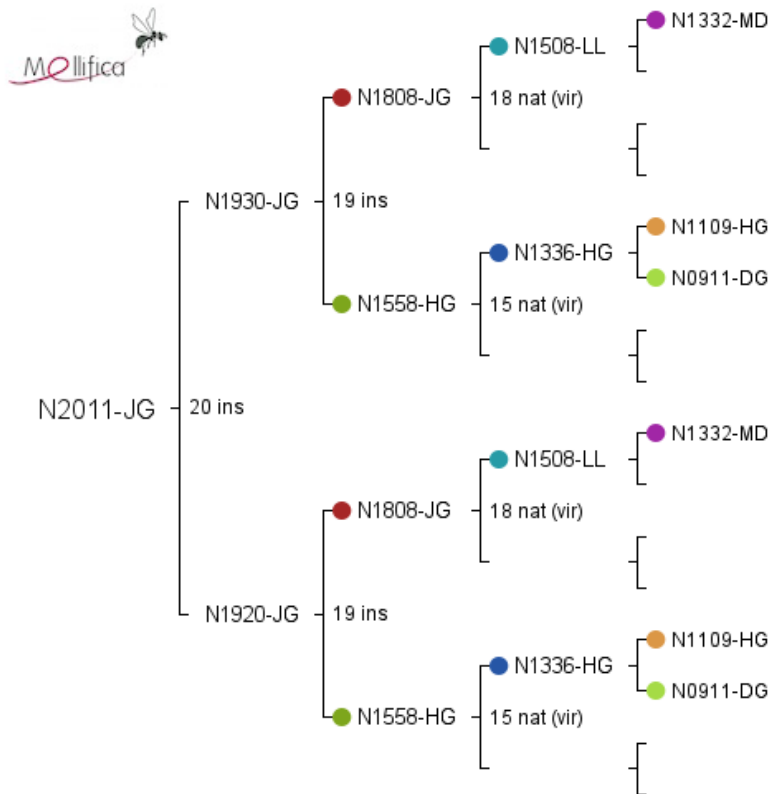 Mellifica
N1332-MD
N1508-LL
N1808-JG
18 nat (vir)
N1930-JG
19 ins
N1109-HG
N1336-HG
N0911-DG
N1558-HG
15 nat (vir)
N2011-JG
20 ins
N1332-MD
N1508-LL
N1808-JG
18 nat (vir)
N1920-JG
19 ins
N1109-HG
N1336-HG
N0911-DG
N1558-HG
15 nat (vir)